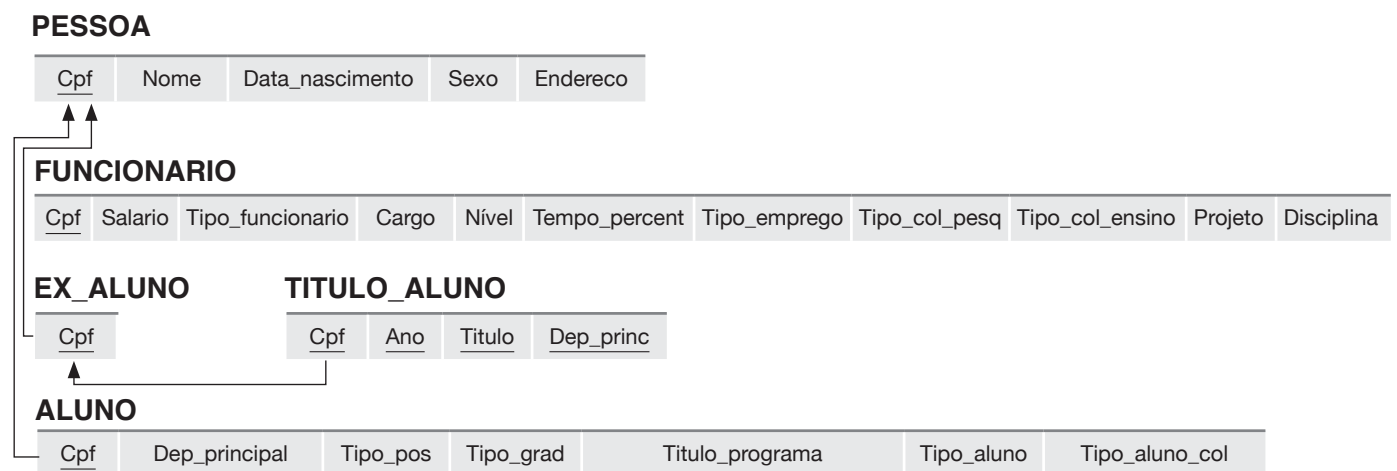 PESSOA
Cpf Nome Data_nascimento Sexo Endereco
FUNCIONARIO
Cpf Salario Tipo_funcionario Cargo Nível Tempo_percent Tipo_emprego Tipo_col_pesq Tipo_col_ensino Projeto Disciplina
EX_ALUNO TITULO_ALUNO
Cpf Cpf Ano Titulo Dep_princ
ALUNO
Cpf Dep_principal Tipo_pos Tipo_grad Titulo_programa Tipo_aluno Tipo_aluno_col